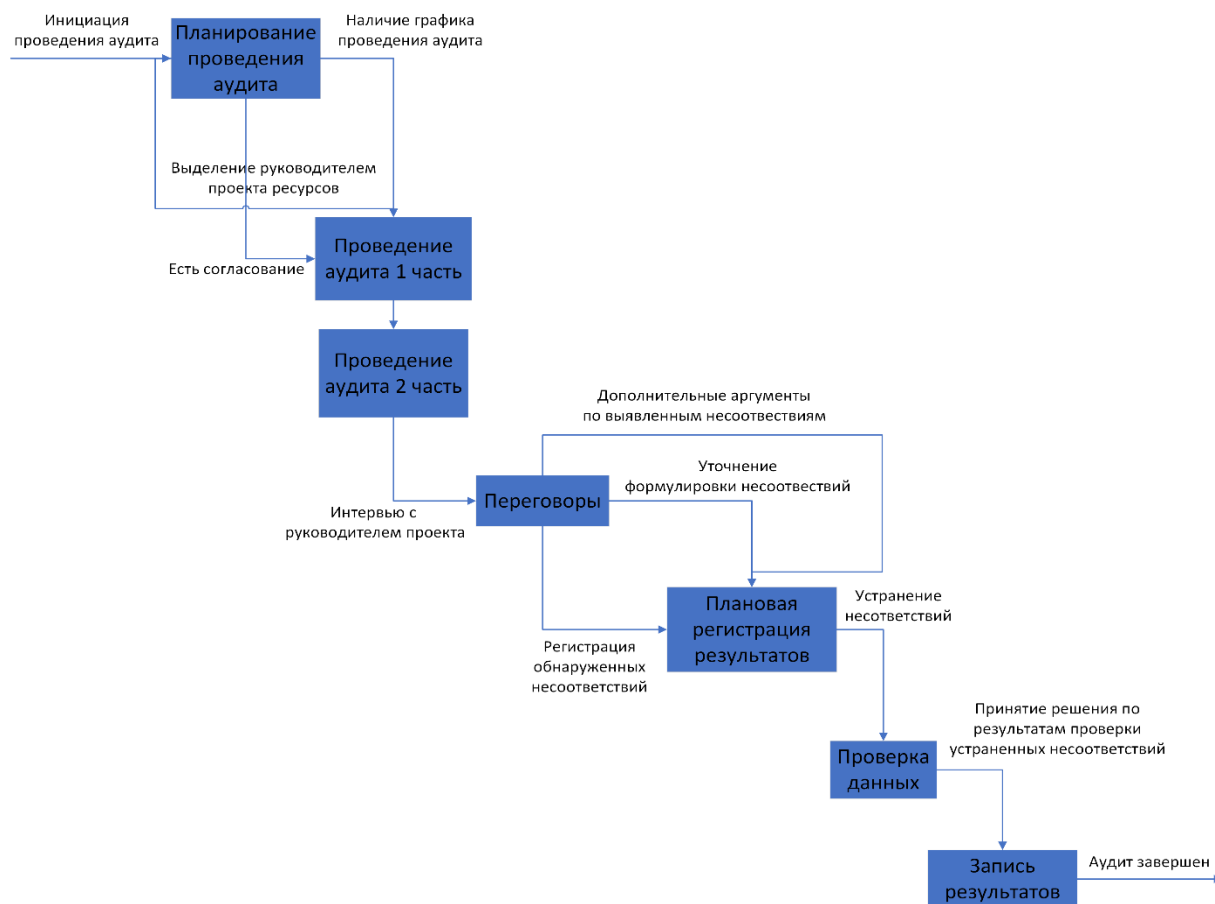 Инициация
проведения аудита
Планирование
проведения
аудита
Наличие графика
проведения аудита
Выделение руководителем
проекта ресурсов
Есть согласование
Проведение
аудита 1 часть
Проведение
аудита 2 часть
Дополнительные аргументы
по выявленным несоотвествиям
Уточнение
формулировки несоотвествий
Переговоры
Интервью с
руководителем проекта
Плановая
регистрация
результатов
Устранение
несоответствий
Регистрация
обнаруженных
несоответствий
Принятие решения по
результатам проверки
устраненных несоответствий
Проверка
данных
Запись
результатов
Аудит завершен